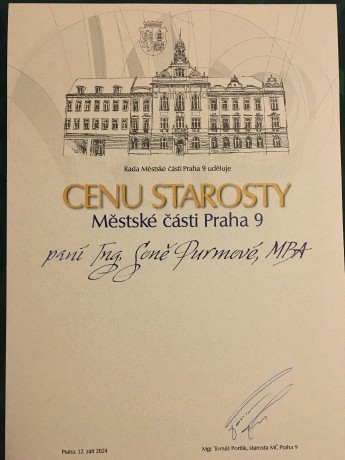 Rada Městské části Praha 9 uděluje
CENU STAROSTY
Městské části Praha 9
paní Ing. Soně Purmové, MBA
Praha, 12. září 2024
Mgr. Tomáš Portlík, starosta MČ Praha 9